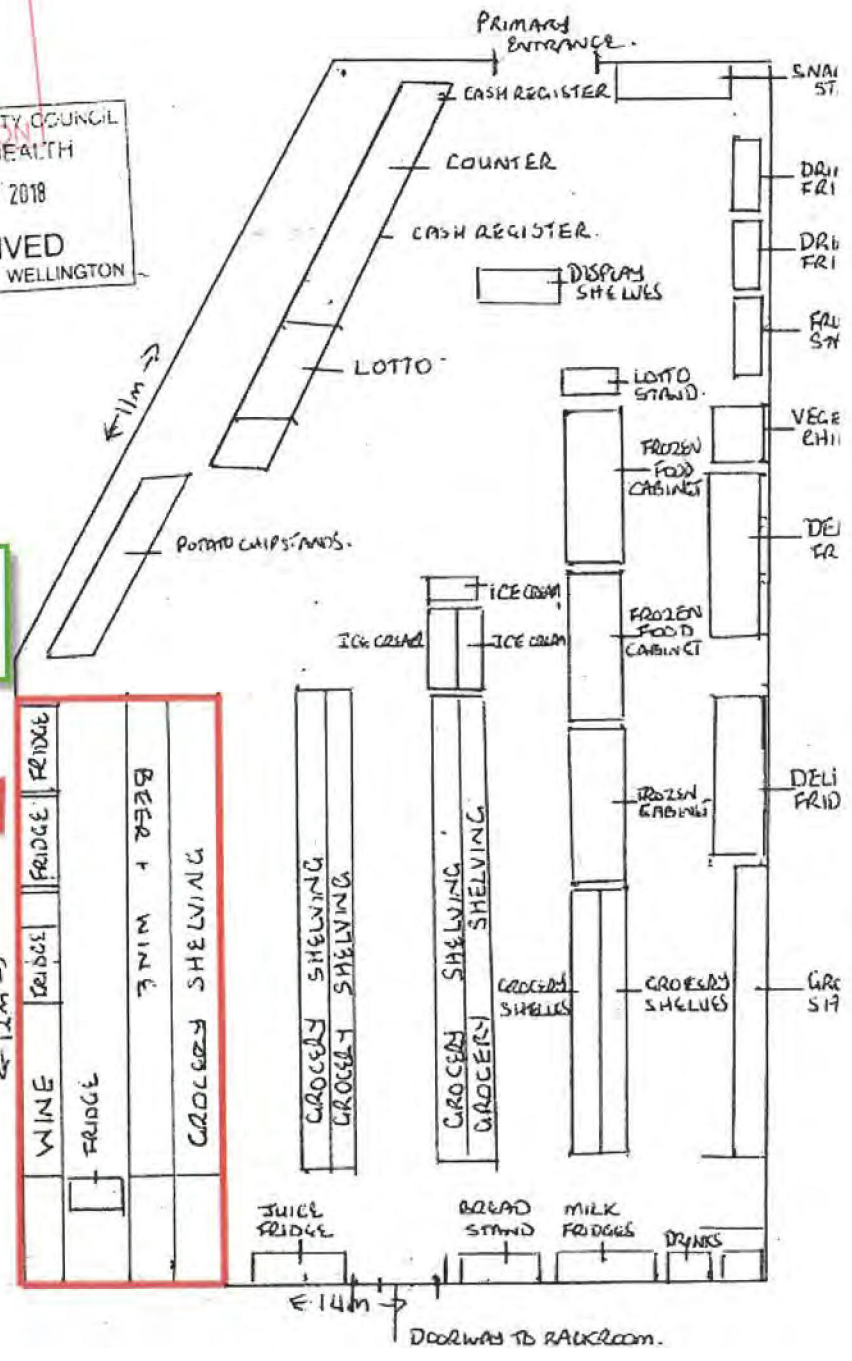 PRIMARY
ENTRANCE.
CASH REGISTER
COUNTER
CASH REGISTER.
TY COUNCIL
EALTH
2018
IVED
WELLINGTON
DISPLAY
SHELVES
LOTTO
LOTTO
STAND.
←11m→
FROZEN
FOOD
CABINET
POTATO CHIP STANDS.
ICE CREAM
ICE CREAM
ICE CREAM
FROZEN
FOOD
CABINET
FROZEN
CABINET
DELI
FRID
FRIDGE
FRIDGE
FRIDGE
WINE
FRIDGE
BEER + WINE
GROCERY SHELVING
GROCERY SHELVING
GROCERY SHELVING
GROCERY SHELVING
GROCERY SHELVING
GROCERY
SHELVES
GROCERY
SHELVES
JUICE
FRIDGE
BREAD
STAND
MILK
FRIDGES
DRINKS
←14m→
DOORWAY TO BACKROOM.